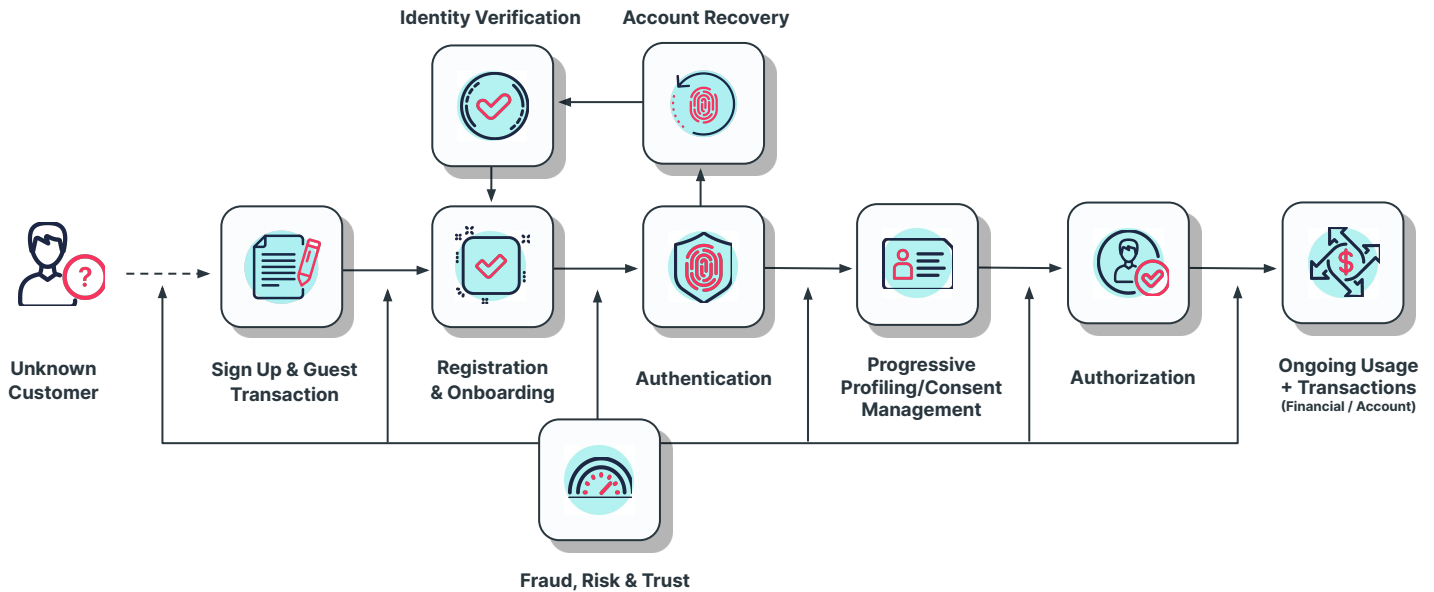 Identity Verification
Account Recovery
Unknown
Customer
Sign Up & Guest
Transaction
Registration
& Onboarding
Authentication
Progressive
Profiling/Consent
Management
Authorization
Ongoing Usage
+ Transactions
(Financial / Account)
Fraud, Risk & Trust